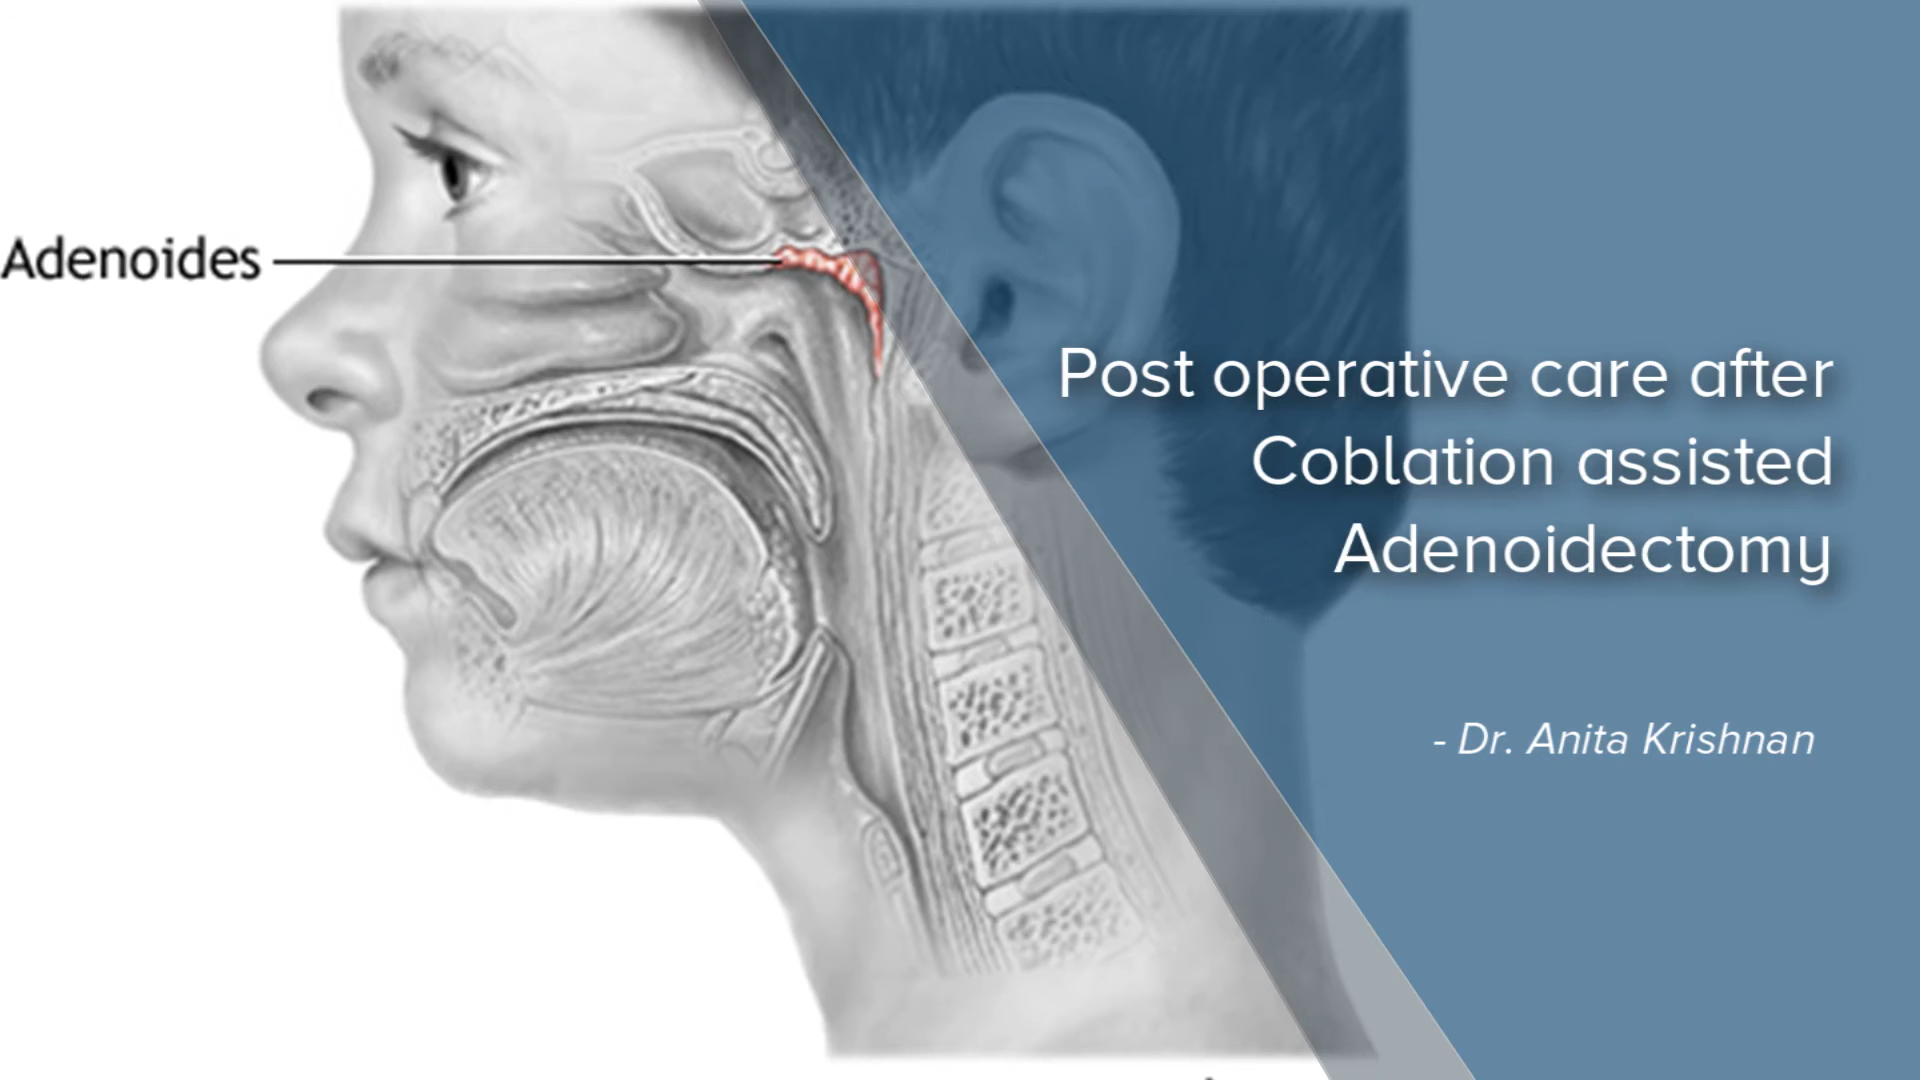 Adenoides
Post operative care after
Coblation assisted
Adenoidectomy
- Dr. Anita Krishnan